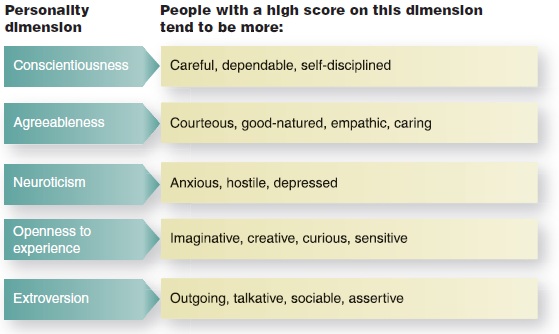 Personality
dimension
People with a high score on this dimension
tend to be more:
Conscientiousness
Careful, dependable, self-disciplined
Agreeableness
Courteous, good-natured, empathic, caring
Neuroticism
Anxious, hostile, depressed
Openness to
experience
Imaginative, creative, curious, sensitive
Extroversion
Outgoing, talkative, sociable, assertive